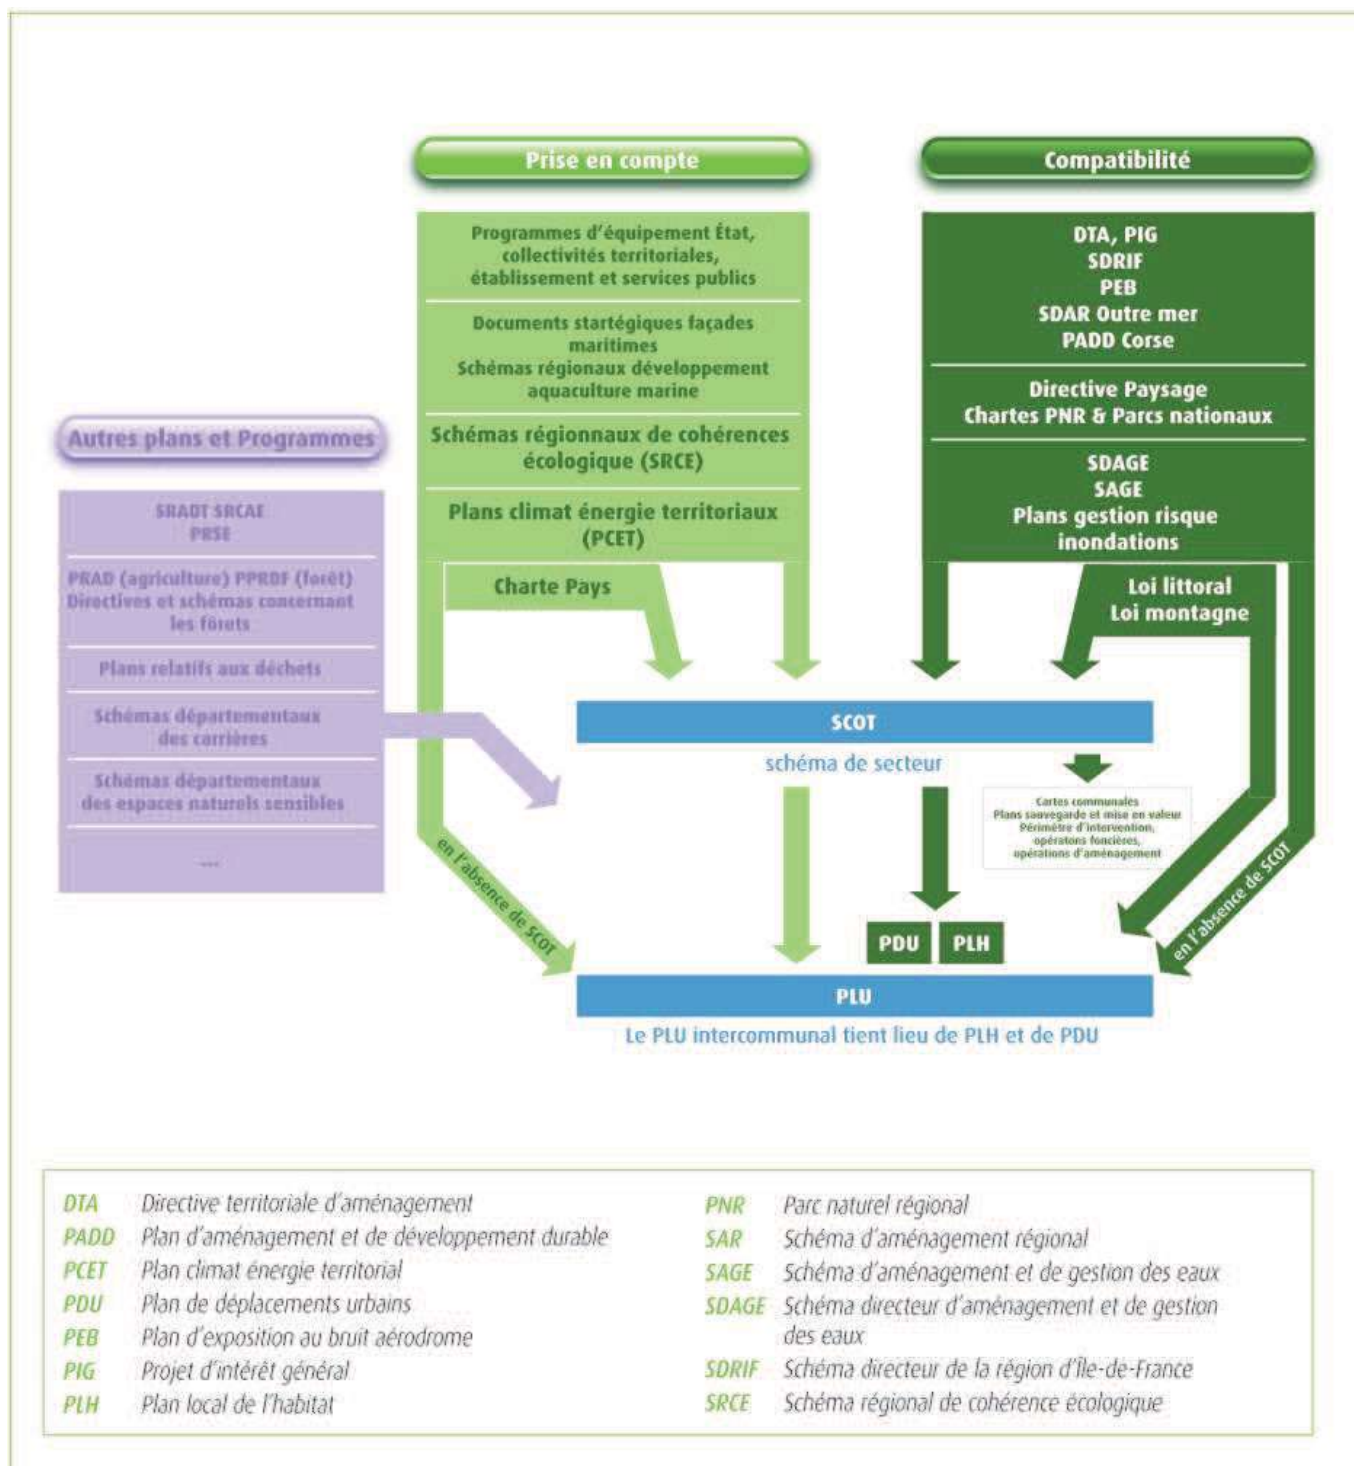 Prise en compte
Programmes d'équipement État,
collectivités territoriales,
établissement et services publics
Documents startégiques façades
maritimes
Schémas régionaux développement
aquaculture marine
Schémas régionnaux de cohérences
écologique (SRCE)
Plans climat énergie territoriaux
(PCET)
Charte Pays
Compatibilité
DTA, PIG
SDRIF
PEB
SDAR Outre mer
PADD Corse
Directive Paysage
Chartes PNR & Parcs nationaux
SDAGE
SAGE
Plans gestion risque
inondations
Loi littoral
Loi montagne
Autres plans et Programmes
SRADT SRCAE
PRSE
PRAD (agriculture) PPRDF (forêt)
Directives et schémas concernant
les fôrets
Plans relatifs aux déchets
Schémas départementaux
des carrières
Schémas départementaux
des espaces naturels sensibles
...
SCOT
schéma de secteur
Cartes communales
Plans sauvegarde et mise en valeur
Périmètre d'intervention,
opératons foncières,
opérations d'aménagement
en l'absence de SCOT
en l'absence de SCOT
PDU
PLH
PLU
Le PLU intercommunal tient lieu de PLH et de PDU
DTA Directive territoriale d'aménagement
PADD Plan d'aménagement et de développement durable
PCET Plan climat énergie territorial
PDU Plan de déplacements urbains
PEB Plan d'exposition au bruit aérodrome
PIG Projet d'intérêt général
PLH Plan local de l'habitat
PNR Parc naturel régional
SAR Schéma d'aménagement régional
SAGE Schéma d'aménagement et de gestion des eaux
SDAGE Schéma directeur d'aménagement et de gestion
des eaux
SDRIF Schéma directeur de la région d'Île-de-France
SRCE Schéma régional de cohérence écologique